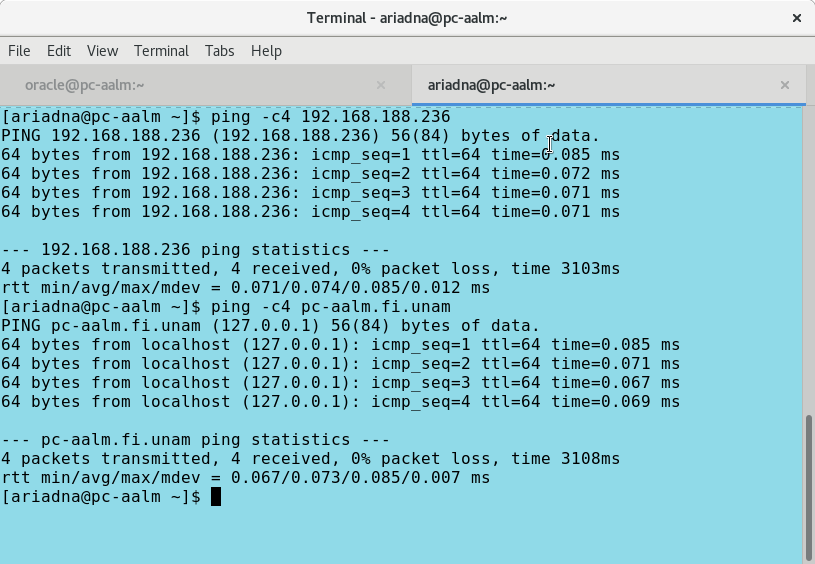 Terminal - ariadna@pc-aalm:~
File Edit View Terminal Tabs Help
oracle@pc-aalm:~ ariadna@pc-aalm:~
[ariadna@pc-aalm ~]$ ping -c4 192.168.188.236
PING 192.168.188.236 (192.168.188.236) 56(84) bytes of data.
64 bytes from 192.168.188.236: icmp_seq=1 ttl=64 time=0.085 ms
64 bytes from 192.168.188.236: icmp_seq=2 ttl=64 time=0.072 ms
64 bytes from 192.168.188.236: icmp_seq=3 ttl=64 time=0.071 ms
64 bytes from 192.168.188.236: icmp_seq=4 ttl=64 time=0.071 ms
--- 192.168.188.236 ping statistics ---
4 packets transmitted, 4 received, 0% packet loss, time 3103ms
rtt min/avg/max/mdev = 0.071/0.074/0.085/0.012 ms
[ariadna@pc-aalm ~]$ ping -c4 pc-aalm.fi.unam
PING pc-aalm.fi.unam (127.0.0.1) 56(84) bytes of data.
64 bytes from localhost (127.0.0.1): icmp_seq=1 ttl=64 time=0.085 ms
64 bytes from localhost (127.0.0.1): icmp_seq=2 ttl=64 time=0.071 ms
64 bytes from localhost (127.0.0.1): icmp_seq=3 ttl=64 time=0.067 ms
64 bytes from localhost (127.0.0.1): icmp_seq=4 ttl=64 time=0.069 ms
--- pc-aalm.fi.unam ping statistics ---
4 packets transmitted, 4 received, 0% packet loss, time 3108ms
rtt min/avg/max/mdev = 0.067/0.073/0.085/0.007 ms
[ariadna@pc-aalm ~]$